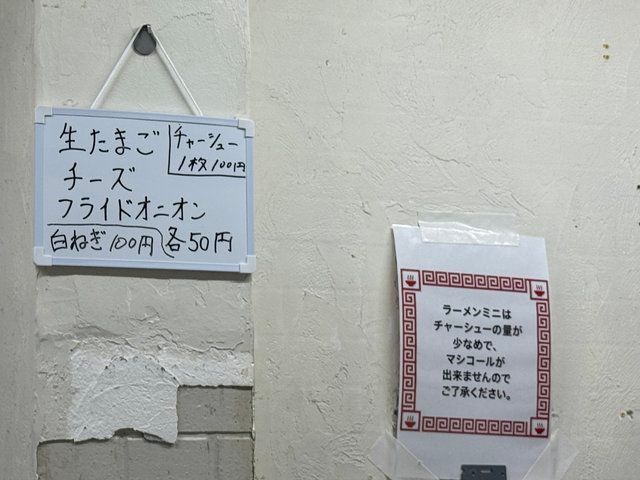 生たまご
チャーシュー
1枚100円
チーズ
フライドオニオン
白ねぎ 100円
各50円
ラーメンミニは
チャーシューの量が
少なめで、
マシコールが
出来ませんので
ご了承ください。